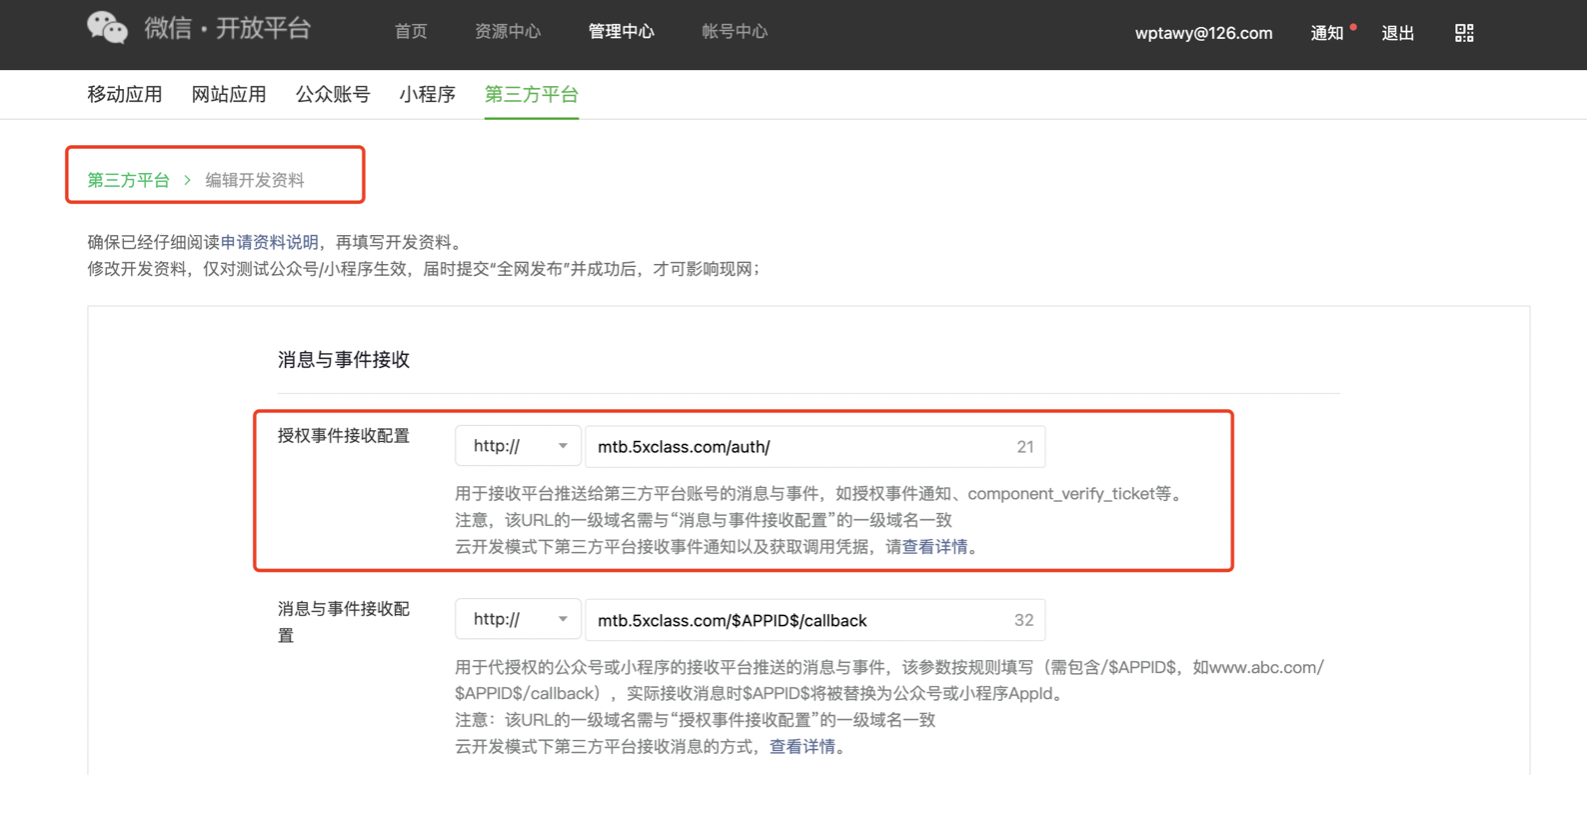 微信·开放平台
首页
资源中心
管理中心
帐号中心
wptawy@126.com
通知
退出
移动应用
网站应用
公众账号
小程序
第三方平台
第三方平台 > 编辑开发资料
确保已经仔细阅读申请资料说明，再填写开发资料。
修改开发资料，仅对测试公众号/小程序生效，届时提交“全网发布”并成功后，才可影响现网；
消息与事件接收
授权事件接收配置
http://
mtb.5xclass.com/auth/
21
用于接收平台推送给第三方平台账号的消息与事件，如授权事件通知、component_verify_ticket等。
注意，该URL的一级域名需与“消息与事件接收配置”的一级域名一致
云开发模式下第三方平台接收事件通知以及获取调用凭据，请查看详情。
消息与事件接收配
置
http://
mtb.5xclass.com/$APPID$/callback
32
用于代授权的公众号或小程序的接收平台推送的消息与事件，该参数按规则填写（需包含/$APPID$，如www.abc.com/
$APPID$/callback），实际接收消息时$APPID$将被替换为公众号或小程序AppId。
注意：该URL的一级域名需与“授权事件接收配置”的一级域名一致
云开发模式下第三方平台接收消息的方式，查看详情。